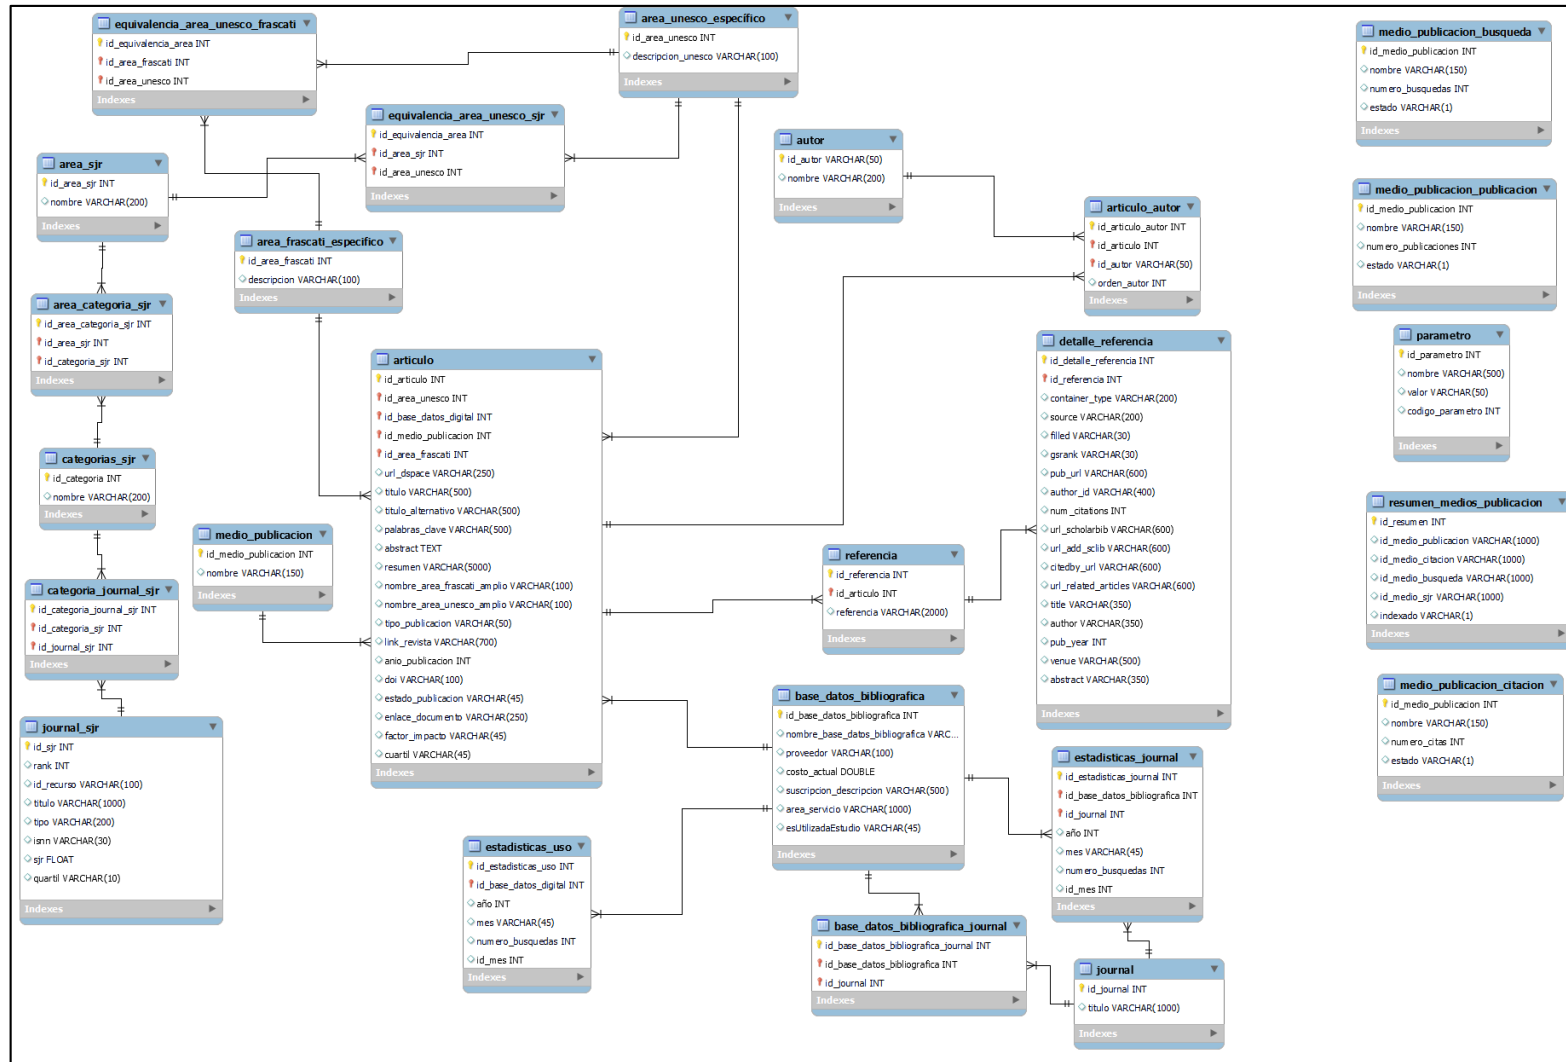 equivalencia_area_unesco_frascati
id_equivalencia_area INT
id_area_frascati INT
id_area_unesco INT
Indexes
area_unesco_específico
id_area_unesco INT
descripcion_unesco VARCHAR(100)
Indexes
equivalencia_area_unesco_sjr
id_equivalencia_area INT
id_area_sjr INT
id_area_unesco INT
Indexes
area_sjr
id_area_sjr INT
nombre VARCHAR(200)
Indexes
area_frascati_especifico
id_area_frascati INT
descripcion VARCHAR(100)
Indexes
area_categoria_sjr
id_area_categoria_sjr INT
id_area_sjr INT
id_categoria_sjr INT
Indexes
categorias_sjr
id_categoria INT
nombre VARCHAR(200)
Indexes
categoria_journal_sjr
id_categoria_journal_sjr INT
id_categoria_sjr INT
id_journal_sjr INT
Indexes
journal_sjr
id_sjr INT
rank INT
id_recurso VARCHAR(100)
titulo VARCHAR(1000)
tipo VARCHAR(200)
isnn VARCHAR(30)
sjr FLOAT
quartil VARCHAR(10)
Indexes
medio_publicacion
id_medio_publicacion INT
nombre VARCHAR(150)
Indexes
articulo
id_articulo INT
id_area_unesco INT
id_base_datos_digital INT
id_medio_publicacion INT
id_area_frascati INT
url_dspace VARCHAR(250)
titulo VARCHAR(500)
titulo_alternativo VARCHAR(500)
palabras_clave VARCHAR(500)
abstract TEXT
resumen VARCHAR(5000)
nombre_area_frascati_amplio VARCHAR(100)
nombre_area_unesco_amplio VARCHAR(100)
tipo_publicacion VARCHAR(50)
link_revista VARCHAR(700)
anio_publicacion INT
doi VARCHAR(100)
estado_publicacion VARCHAR(45)
enlace_documento VARCHAR(250)
factor_impacto VARCHAR(45)
cuartil VARCHAR(45)
Indexes
autor
id_autor VARCHAR(50)
nombre VARCHAR(200)
Indexes
articulo_autor
id_articulo_autor INT
id_articulo INT
id_autor VARCHAR(50)
orden_autor INT
Indexes
detalle_referencia
id_detalle_referencia INT
id_referencia INT
container_type VARCHAR(200)
source VARCHAR(200)
filled VARCHAR(30)
gsrank VARCHAR(30)
pub_url VARCHAR(600)
author_id VARCHAR(400)
num_citations INT
url_scholarbib VARCHAR(600)
url_add_sclib VARCHAR(600)
citedby_url VARCHAR(600)
url_related_articles VARCHAR(600)
title VARCHAR(350)
author VARCHAR(350)
pub_year INT
venue VARCHAR(500)
abstract VARCHAR(350)
Indexes
referencia
id_referencia INT
id_articulo INT
referencia VARCHAR(2000)
Indexes
base_datos_bibliografica
id_base_datos_bibliografica INT
nombre_base_datos_bibliografica VARC...
proveedor VARCHAR(100)
costo_actual DOUBLE
suscripcion_descripcion VARCHAR(500)
area_servicio VARCHAR(1000)
esUtilizadaEstudio VARCHAR(45)
Indexes
estadisticas_uso
id_estadisticas_uso INT
id_base_datos_digital INT
año INT
mes VARCHAR(45)
numero_busquedas INT
id_mes INT
Indexes
estadisticas_journal
id_estadisticas_journal INT
id_base_datos_bibliografica INT
id_journal INT
año INT
mes VARCHAR(45)
numero_busquedas INT
id_mes INT
Indexes
base_datos_bibliografica_journal
id_base_datos_bibliografica_journal INT
id_base_datos_bibliografica INT
id_journal INT
Indexes
journal
id_journal INT
titulo VARCHAR(1000)
Indexes
medio_publicacion_busqueda
id_medio_publicacion INT
nombre VARCHAR(150)
numero_busquedas INT
estado VARCHAR(1)
Indexes
medio_publicacion_publicacion
id_medio_publicacion INT
nombre VARCHAR(150)
numero_publicaciones INT
estado VARCHAR(1)
Indexes
parametro
id_parametro INT
nombre VARCHAR(500)
valor VARCHAR(50)
codigo_parametro INT
Indexes
resumen_medios_publicacion
id_resumen INT
id_medio_publicacion VARCHAR(1000)
id_medio_citacion VARCHAR(1000)
id_medio_busqueda VARCHAR(1000)
id_medio_sjr VARCHAR(1000)
indexado VARCHAR(1)
Indexes
medio_publicacion_citacion
id_medio_publicacion INT
nombre VARCHAR(150)
numero_citas INT
estado VARCHAR(1)
Indexes